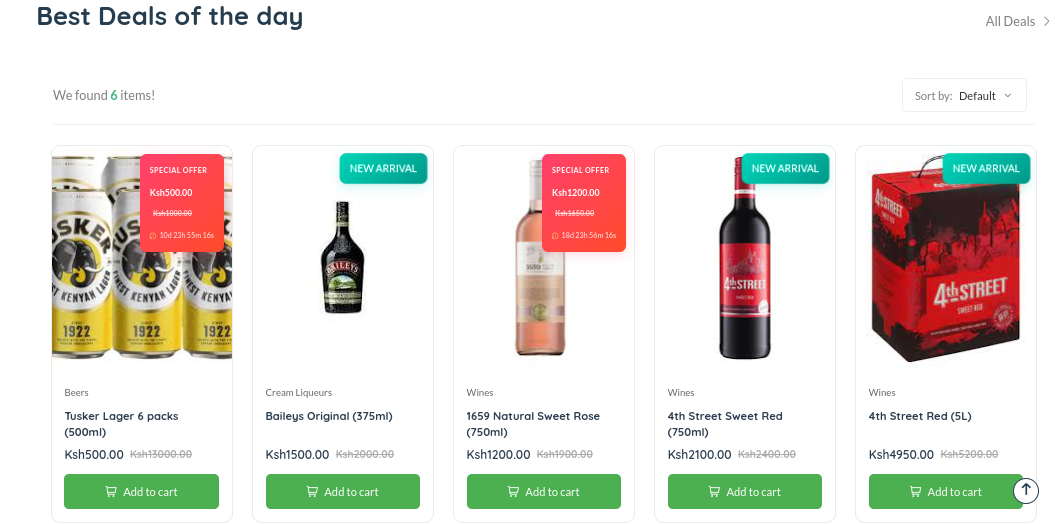 Best Deals of the day
All Deals
We found 6 items!
Sort by: Default
SPECIAL OFFER
Ksh500.00
Ksh1000.00
10d 23h 55m 16s
TUSKER
FINEST KENYAN LAGER
SINCE
1922
Beers
Tusker Lager 6 packs
(500ml)
Ksh500.00 Ksh13000.00
Add to cart
NEW ARRIVAL
BAILEYS
Cream Liqueurs
Baileys Original (375ml)
Ksh1500.00 Ksh2000.00
Add to cart
SPECIAL OFFER
Ksh1200.00
Ksh1650.00
18d 23h 56m 16s
1659
Wines
1659 Natural Sweet Rose
(750ml)
Ksh1200.00 Ksh1900.00
Add to cart
NEW ARRIVAL
4th STREET
SWEET RED
Wines
4th Street Sweet Red
(750ml)
Ksh2100.00 Ksh2400.00
Add to cart
NEW ARRIVAL
4th STREET
4th STREET
SWEET RED
Wines
4th Street Red (5L)
Ksh4950.00 Ksh5200.00
Add to cart